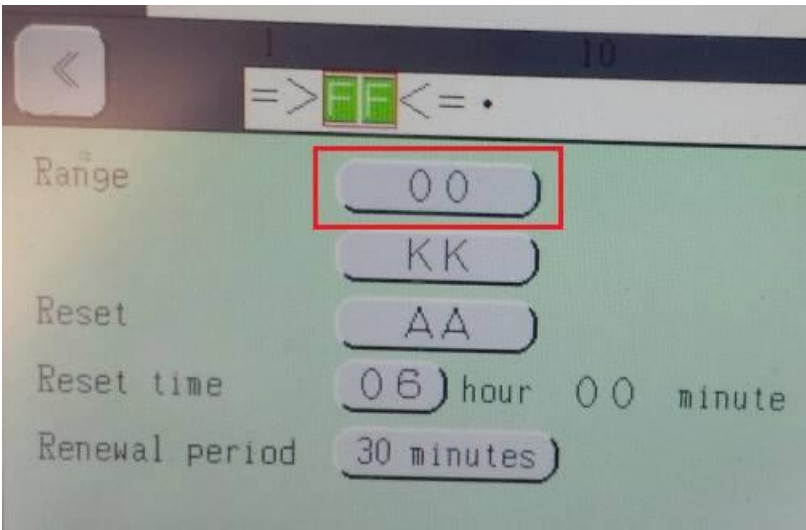 1 10
=>FF<=・
Range 00
KK
Reset AA
Reset time 06 hour 00 minute
Renewal period 30 minutes